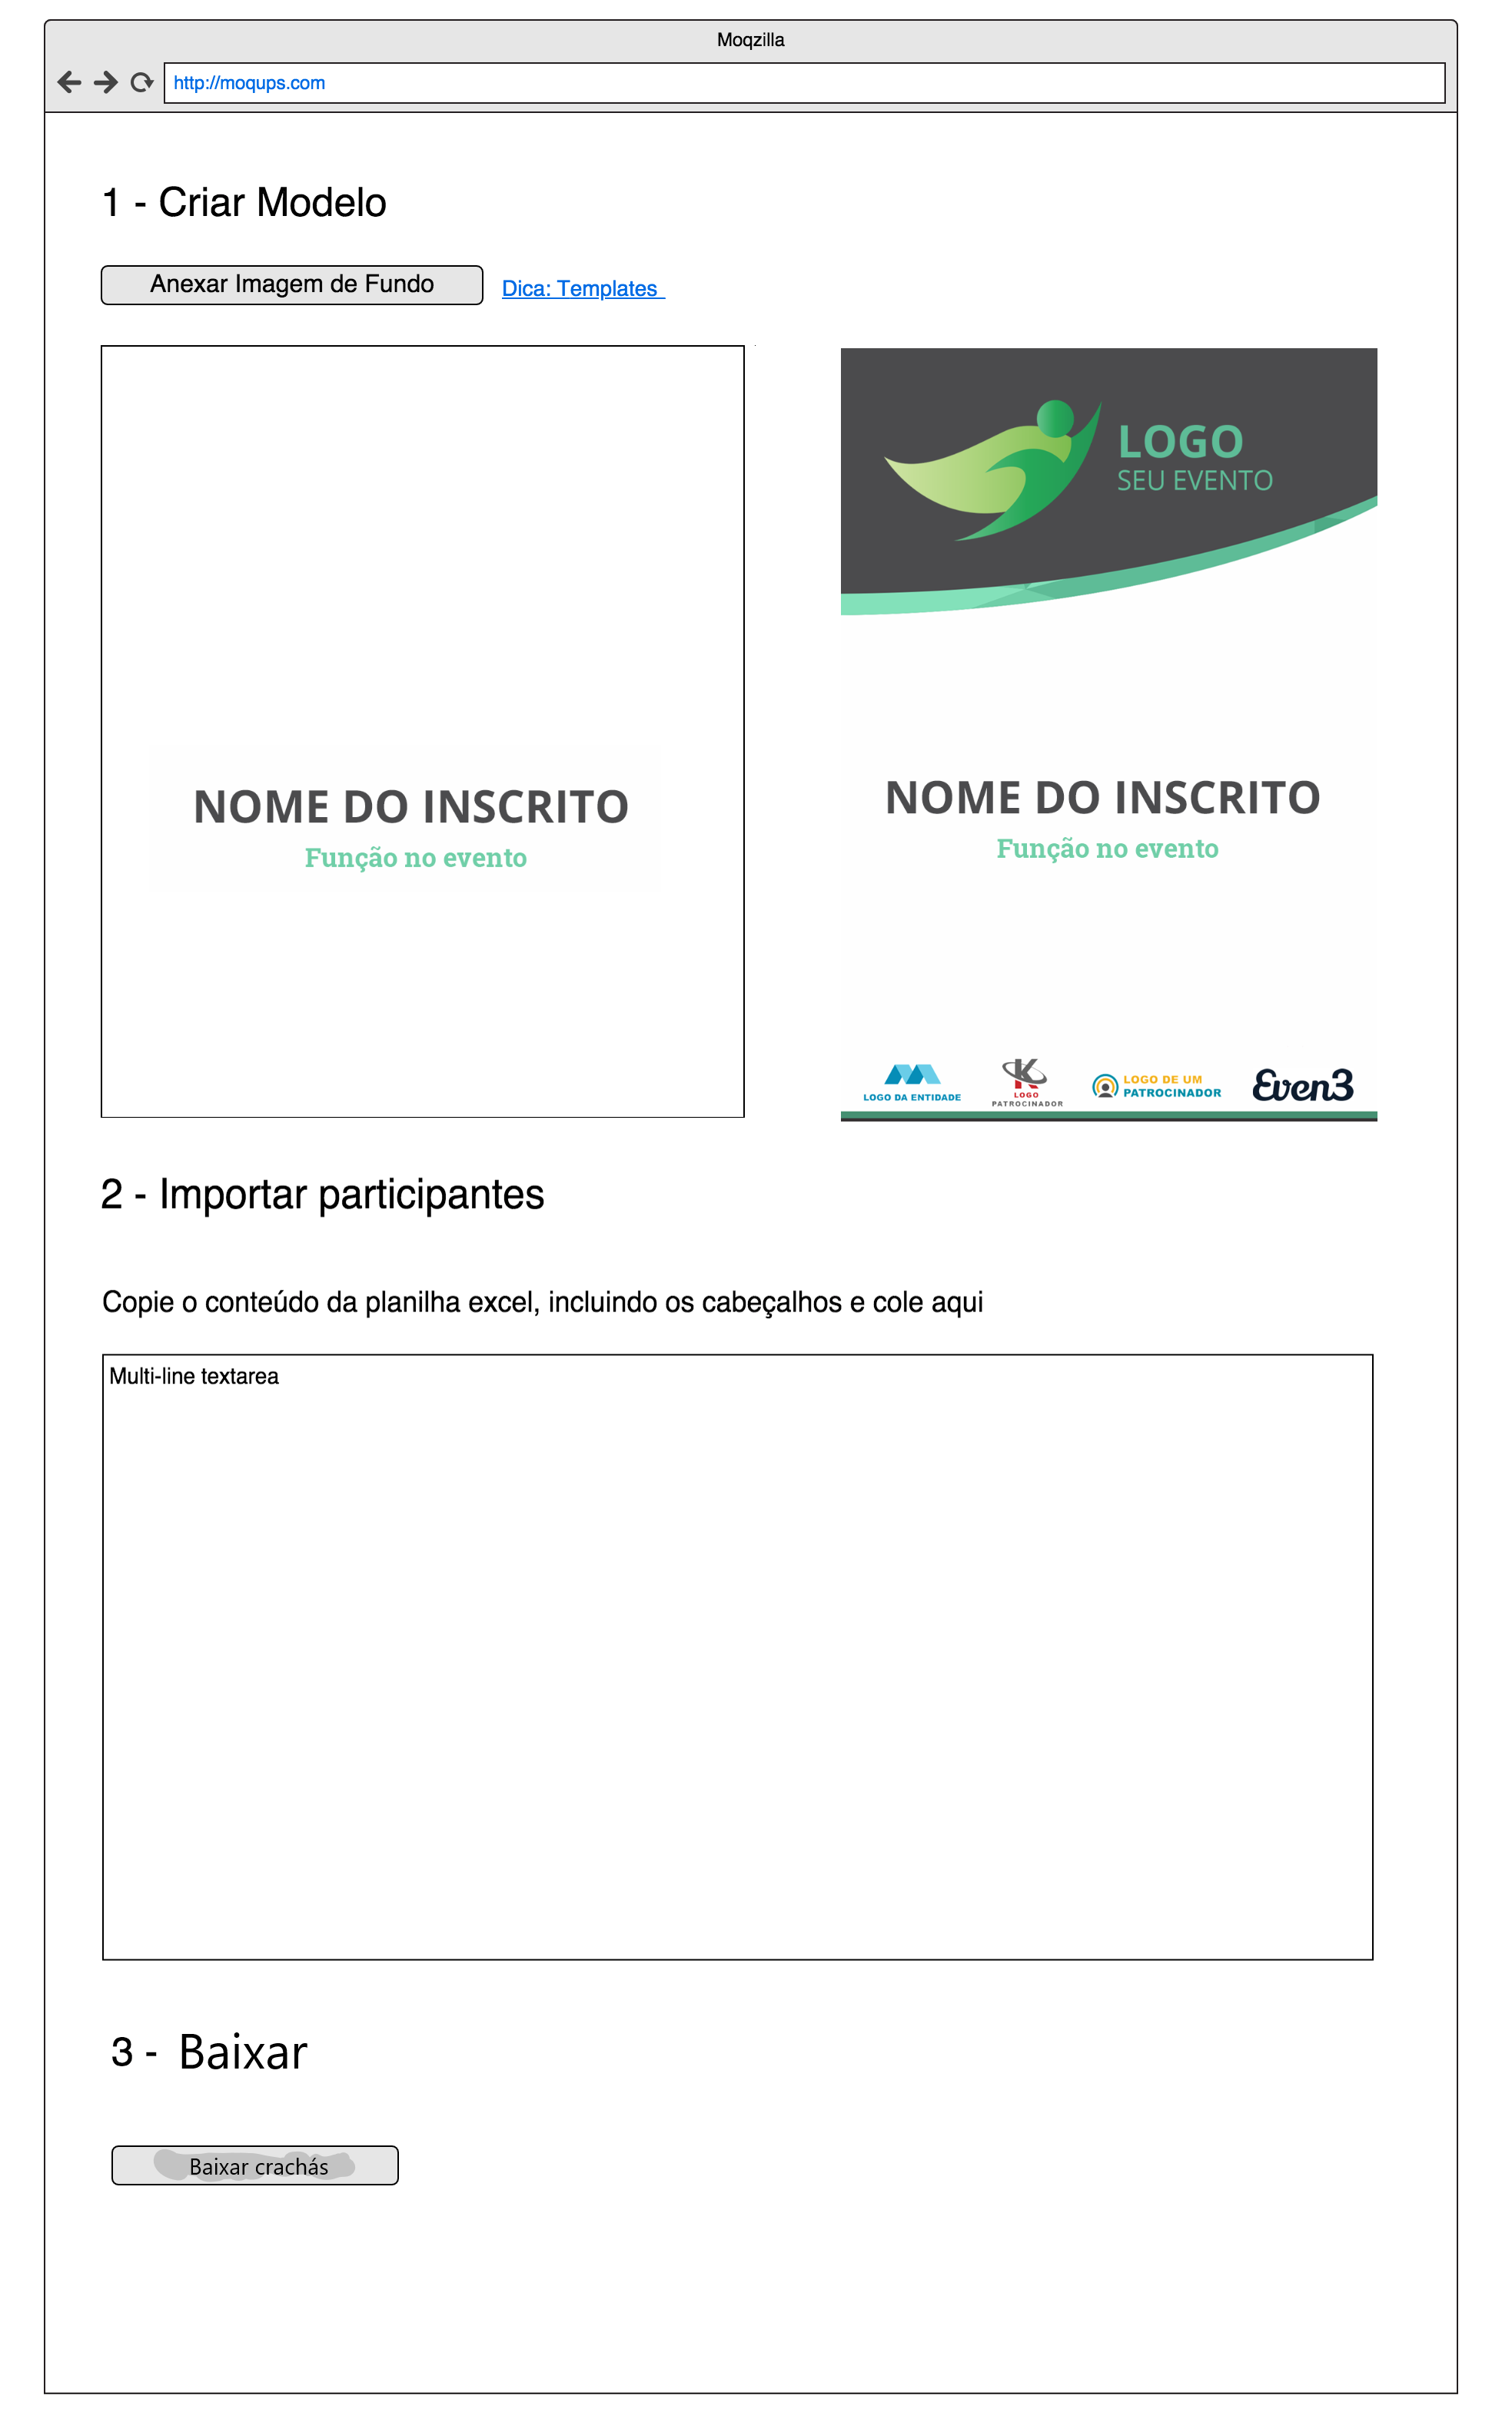 Moqzilla
http://moqups.com
1 - Criar Modelo
Anexar Imagem de Fundo
Dica: Templates
NOME DO INSCRITO
Função no evento
LOGO
SEU EVENTO
NOME DO INSCRITO
Função no evento
LOGO DA ENTIDADE
K
LOGO
PATROCINADOR
LOGO DE UM
PATROCINADOR
Even3
2 - Importar participantes
Copie o conteúdo da planilha excel, incluindo os cabeçalhos e cole aqui
Multi-line textarea
3 - Baixar
Baixar crachás